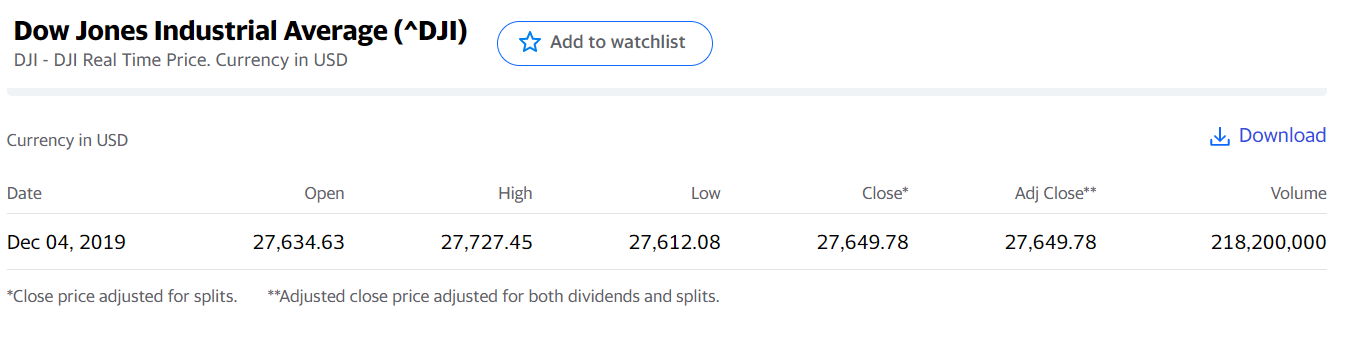 Dow Jones Industrial Average (^DJI)
Add to watchlist
DJI - DJI Real Time Price. Currency in USD
Currency in USD
Download
Date Open High Low Close* Adj Close** Volume
Dec 04, 2019 27,634.63 27,727.45 27,612.08 27,649.78 27,649.78 218,200,000
*Close price adjusted for splits. **Adjusted close price adjusted for both dividends and splits.